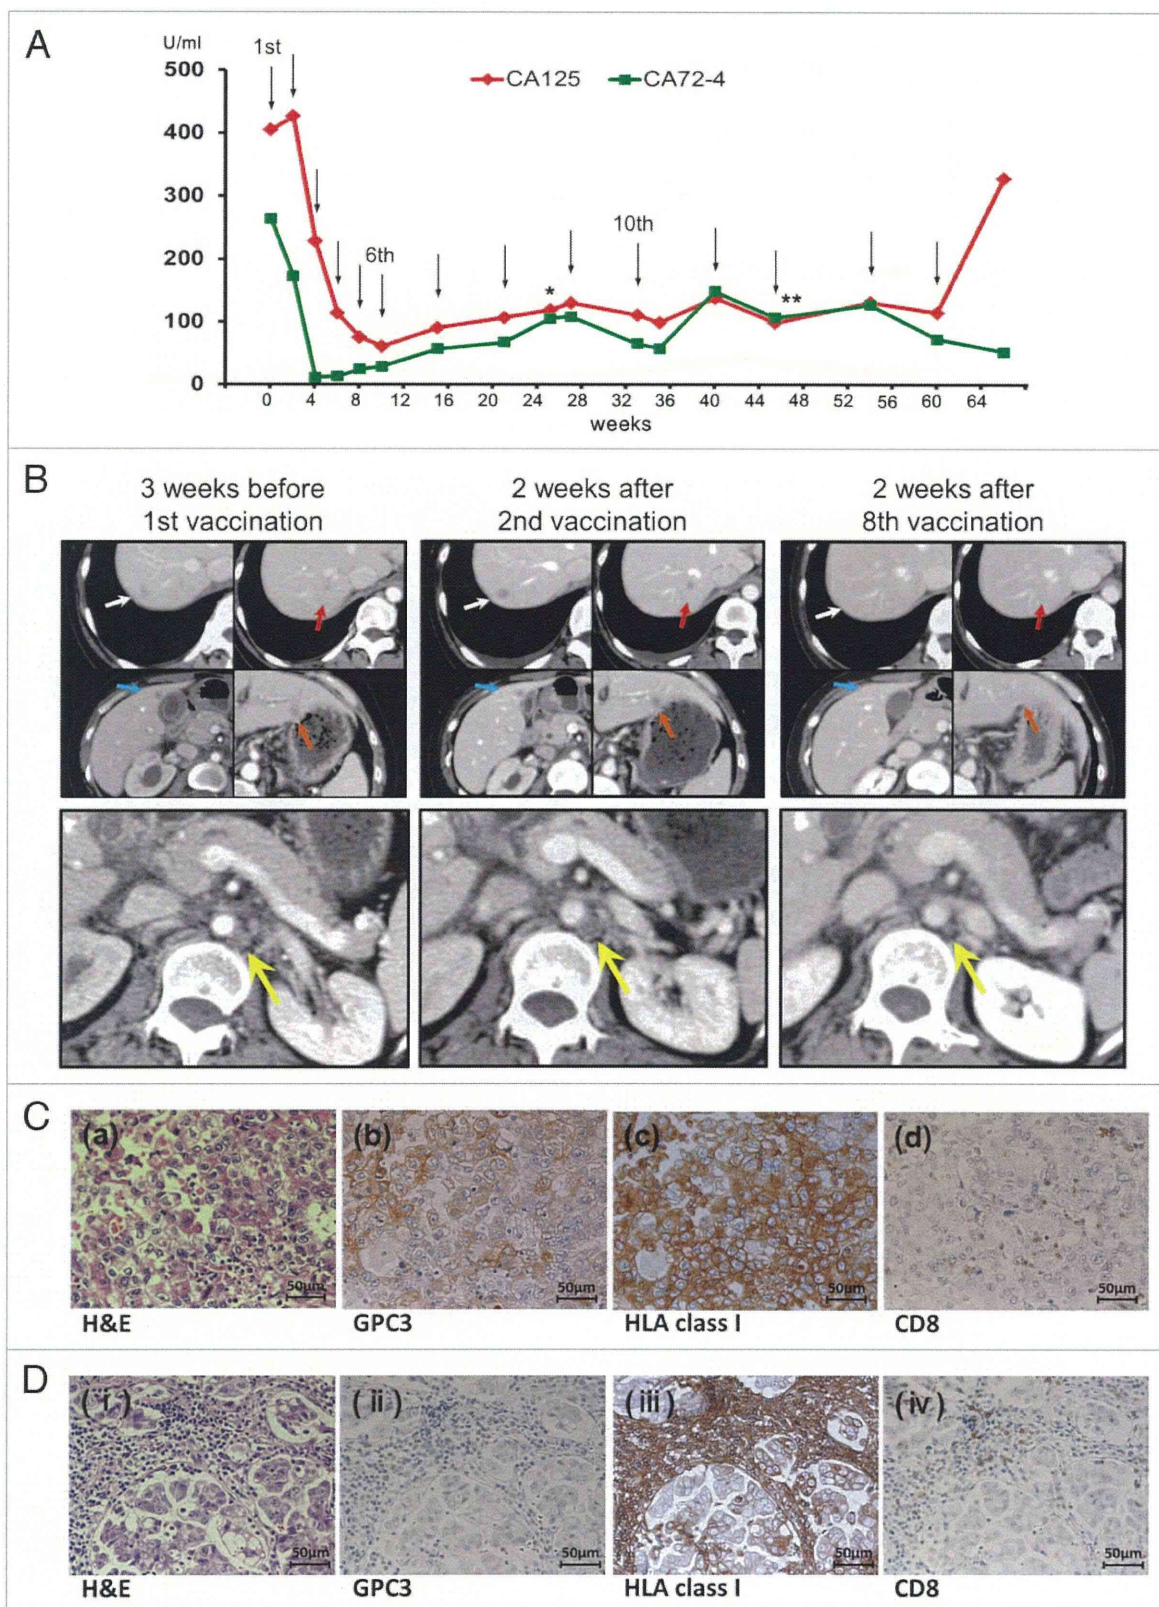 A
U/ml
1st
500
400
300
200
100
0
CA125 CA72-4
6th
10th
*
**
0 4 8 12 16 20 24 28 32 36 40 44 48 52 56 60 64
weeks
B
3 weeks before
1st vaccination
2 weeks after
2nd vaccination
2 weeks after
8th vaccination
C
(a) (b) (c) (d)
50μm 50μm 50μm 50μm
H&E GPC3 HLA class I CD8
D
(i) (ii) (iii) (iv)
50μm 50μm 50μm 50μm
H&E GPC3 HLA class I CD8